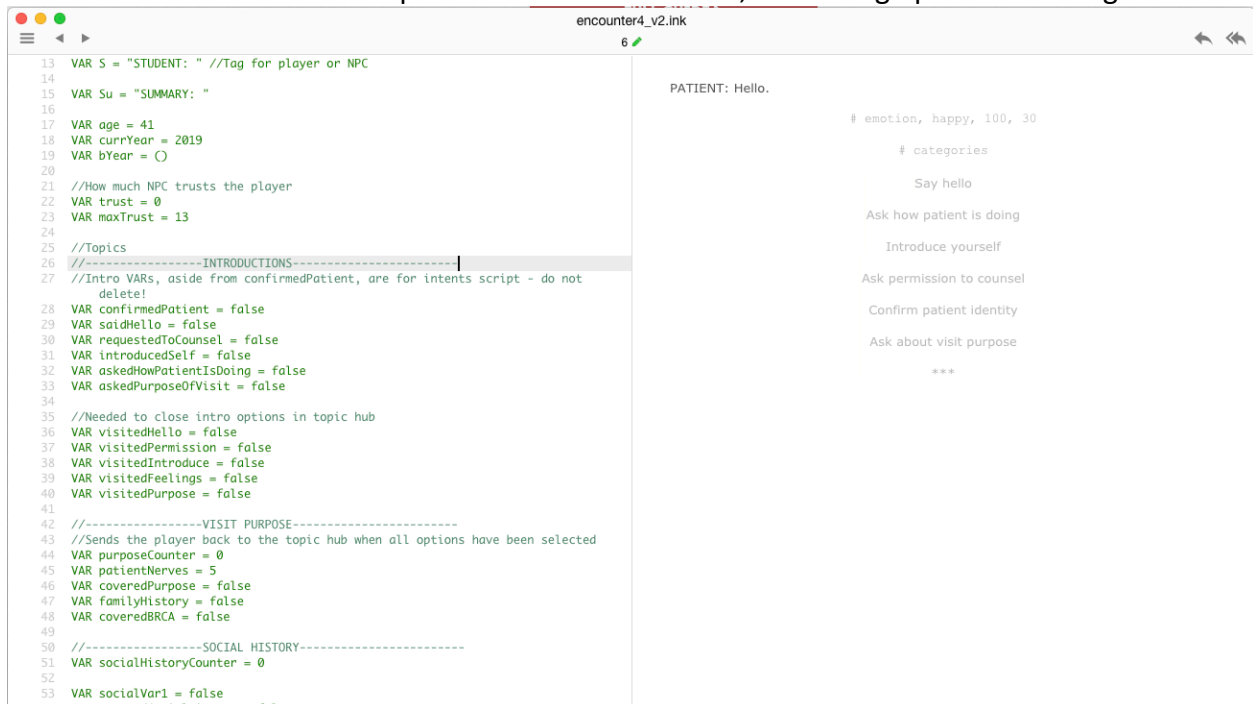 encounter4_v2.ink
6
13 VAR S = "STUDENT: " //Tag for player or NPC
14
15 VAR Su = "SUMMARY: "
16
17 VAR age = 41
18 VAR currYear = 2019
19 VAR bYear = ()
20
21 //How much NPC trusts the player
22 VAR trust = 0
23 VAR maxTrust = 13
24
25 //Topics
26 //-----------------INTRODUCTIONS------------------------
27 //Intro VARs, aside from confirmedPatient, are for intents script - do not
delete!
28 VAR confirmedPatient = false
29 VAR saidHello = false
30 VAR requestedToCounsel = false
31 VAR introducedSelf = false
32 VAR askedHowPatientIsDoing = false
33 VAR askedPurposeOfVisit = false
34
35 //Needed to close intro options in topic hub
36 VAR visitedHello = false
37 VAR visitedPermission = false
38 VAR visitedIntroduce = false
39 VAR visitedFeelings = false
40 VAR visitedPurpose = false
41
42 //-----------------VISIT PURPOSE------------------------
43 //Sends the player back to the topic hub when all options have been selected
44 VAR purposeCounter = 0
45 VAR patientNerves = 5
46 VAR coveredPurpose = false
47 VAR familyHistory = false
48 VAR coveredBRCA = false
49
50 //-----------------SOCIAL HISTORY------------------------
51 VAR socialHistoryCounter = 0
52
53 VAR socialVar1 = false
PATIENT: Hello.
# emotion, happy, 100, 30
# categories
Say hello
Ask how patient is doing
Introduce yourself
Ask permission to counsel
Confirm patient identity
Ask about visit purpose
***